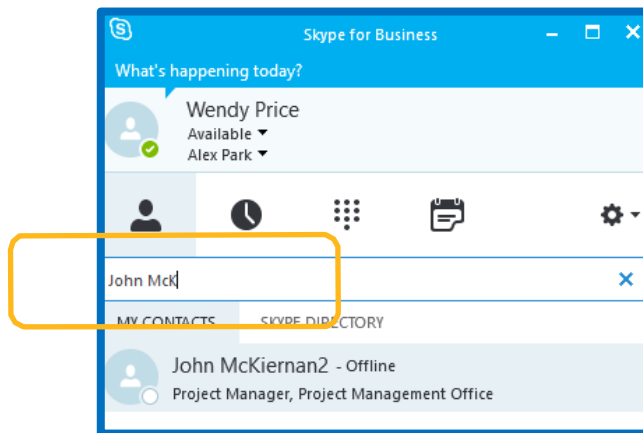 Skype for Business
What's happening today?
Wendy Price
Available
Alex Park
John McK
MY CONTACTS SKYPE DIRECTORY
John McKiernan2 - Offline
Project Manager, Project Management Office